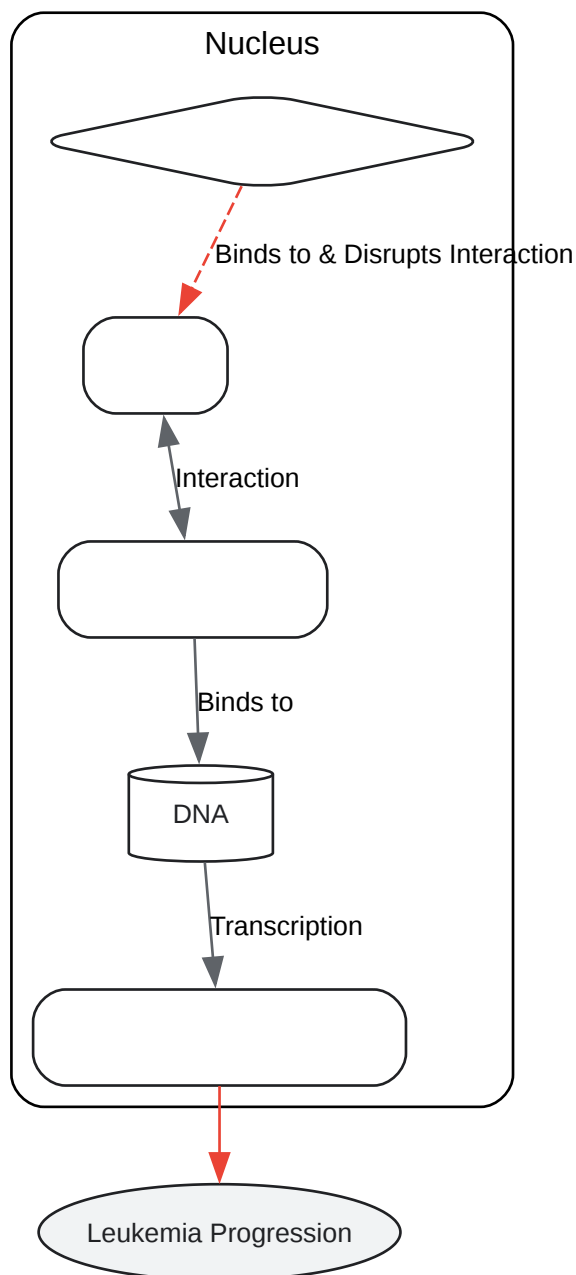 Nucleus
Binds to & Disrupts Interaction
Interaction
Binds to
DNA
Transcription
Leukemia Progression